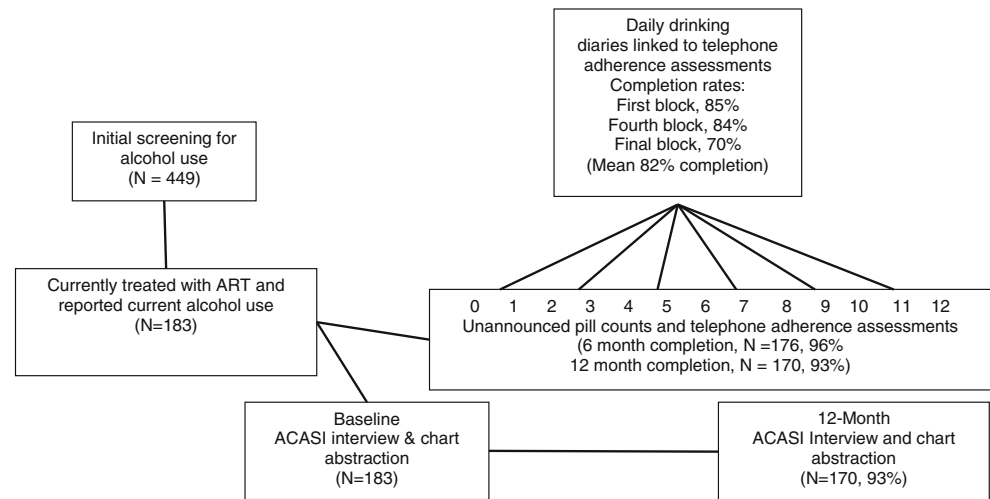 Daily drinking
diaries linked to telephone
adherence assessments
Completion rates:
First block, 85%
Fourth block, 84%
Final block, 70%
(Mean 82% completion)
Initial screening for
alcohol use
(N = 449)
Currently treated with ART and
reported current alcohol use
(N=183)
0 1 2 3 4 5 6 7 8 9 10 11 12
Unannounced pill counts and telephone adherence assessments
(6 month completion, N =176, 96%
12 month completion, N = 170, 93%)
Baseline
ACASI interview & chart
abstraction
(N=183)
12-Month
ACASI Interview and chart
abstraction
(N=170, 93%)